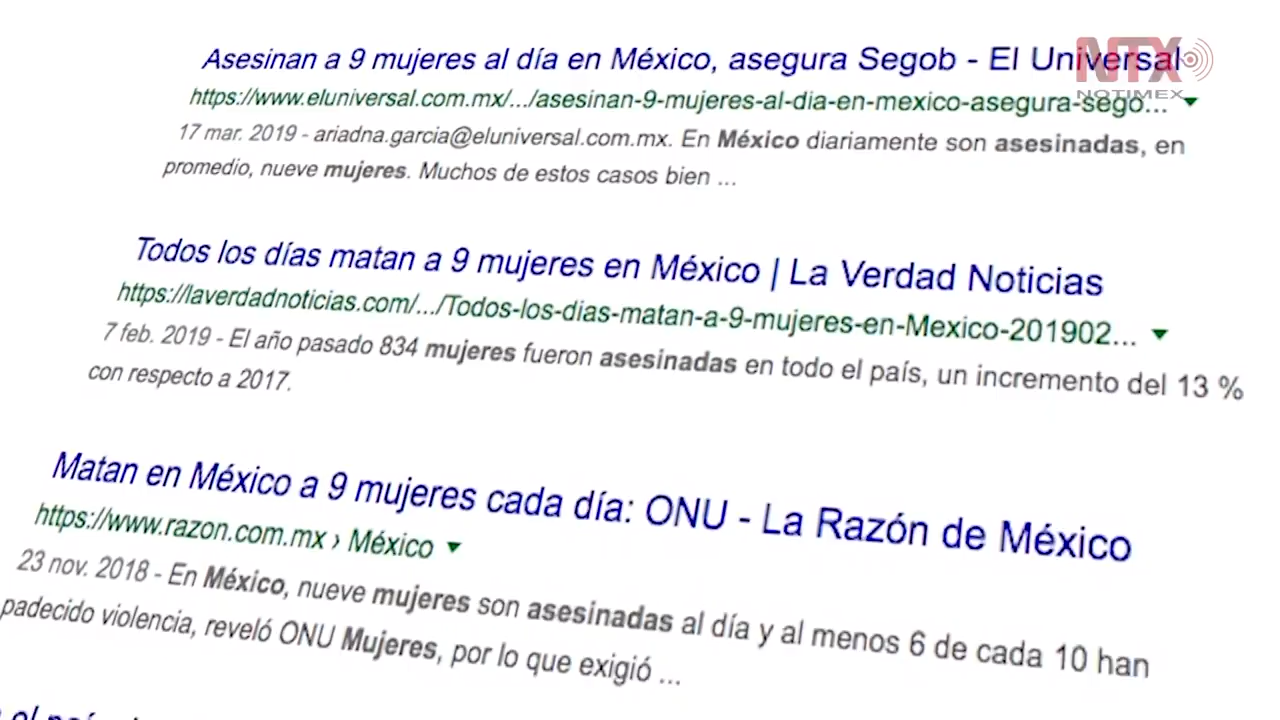 Asesinan a 9 mujeres al día en México, asegura Segob - El Universal
NTX
NOTIMEX
https://www.eluniversal.com.mx/.../asesinan-9-mujeres-al-dia-en-mexico-asegura-sego...
17 mar. 2019 - ariadna.garcia@eluniversal.com.mx. En México diariamente son asesinadas, en
promedio, nueve mujeres. Muchos de estos casos bien ...
Todos los días matan a 9 mujeres en México | La Verdad Noticias
https://laverdadnoticias.com/.../Todos-los-dias-matan-a-9-mujeres-en-Mexico-201902...
7 feb. 2019 - El año pasado 834 mujeres fueron asesinadas en todo el país, un incremento del 13 %
con respecto a 2017.
Matan en México a 9 mujeres cada día: ONU - La Razón de México
https://www.razon.com.mx › México
23 nov. 2018 - En México, nueve mujeres son asesinadas al día y al menos 6 de cada 10 han
padecido violencia, reveló ONU Mujeres, por lo que exigió ...